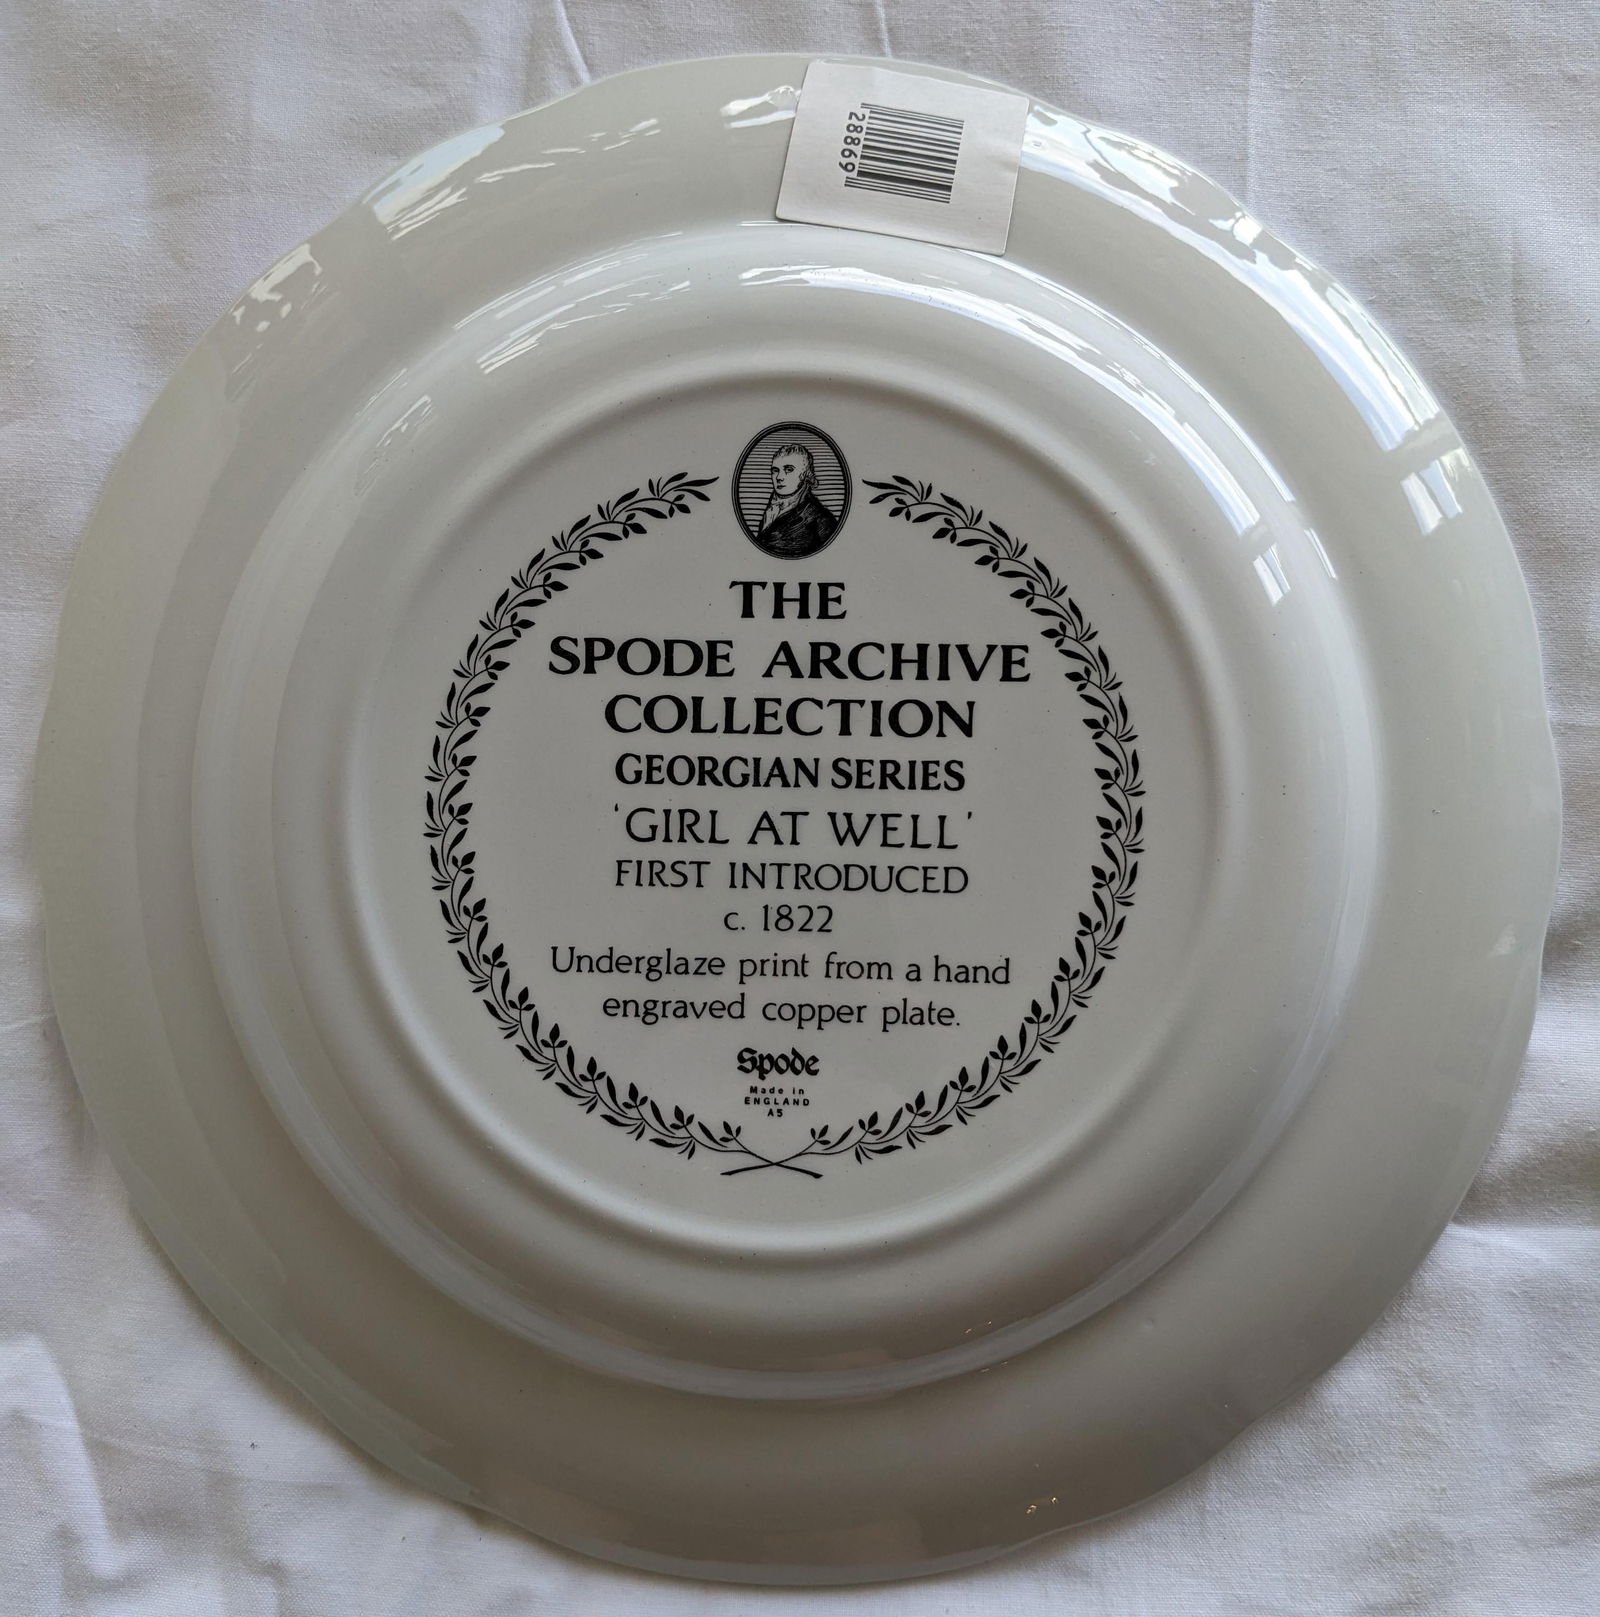 28869
THE
SPODE ARCHIVE
COLLECTION
GEORGIAN SERIES
'GIRL AT WELL'
FIRST INTRODUCED
c. 1822
Underglaze print from a hand
engraved copper plate.
Spode
Made in
ENGLAND
A5